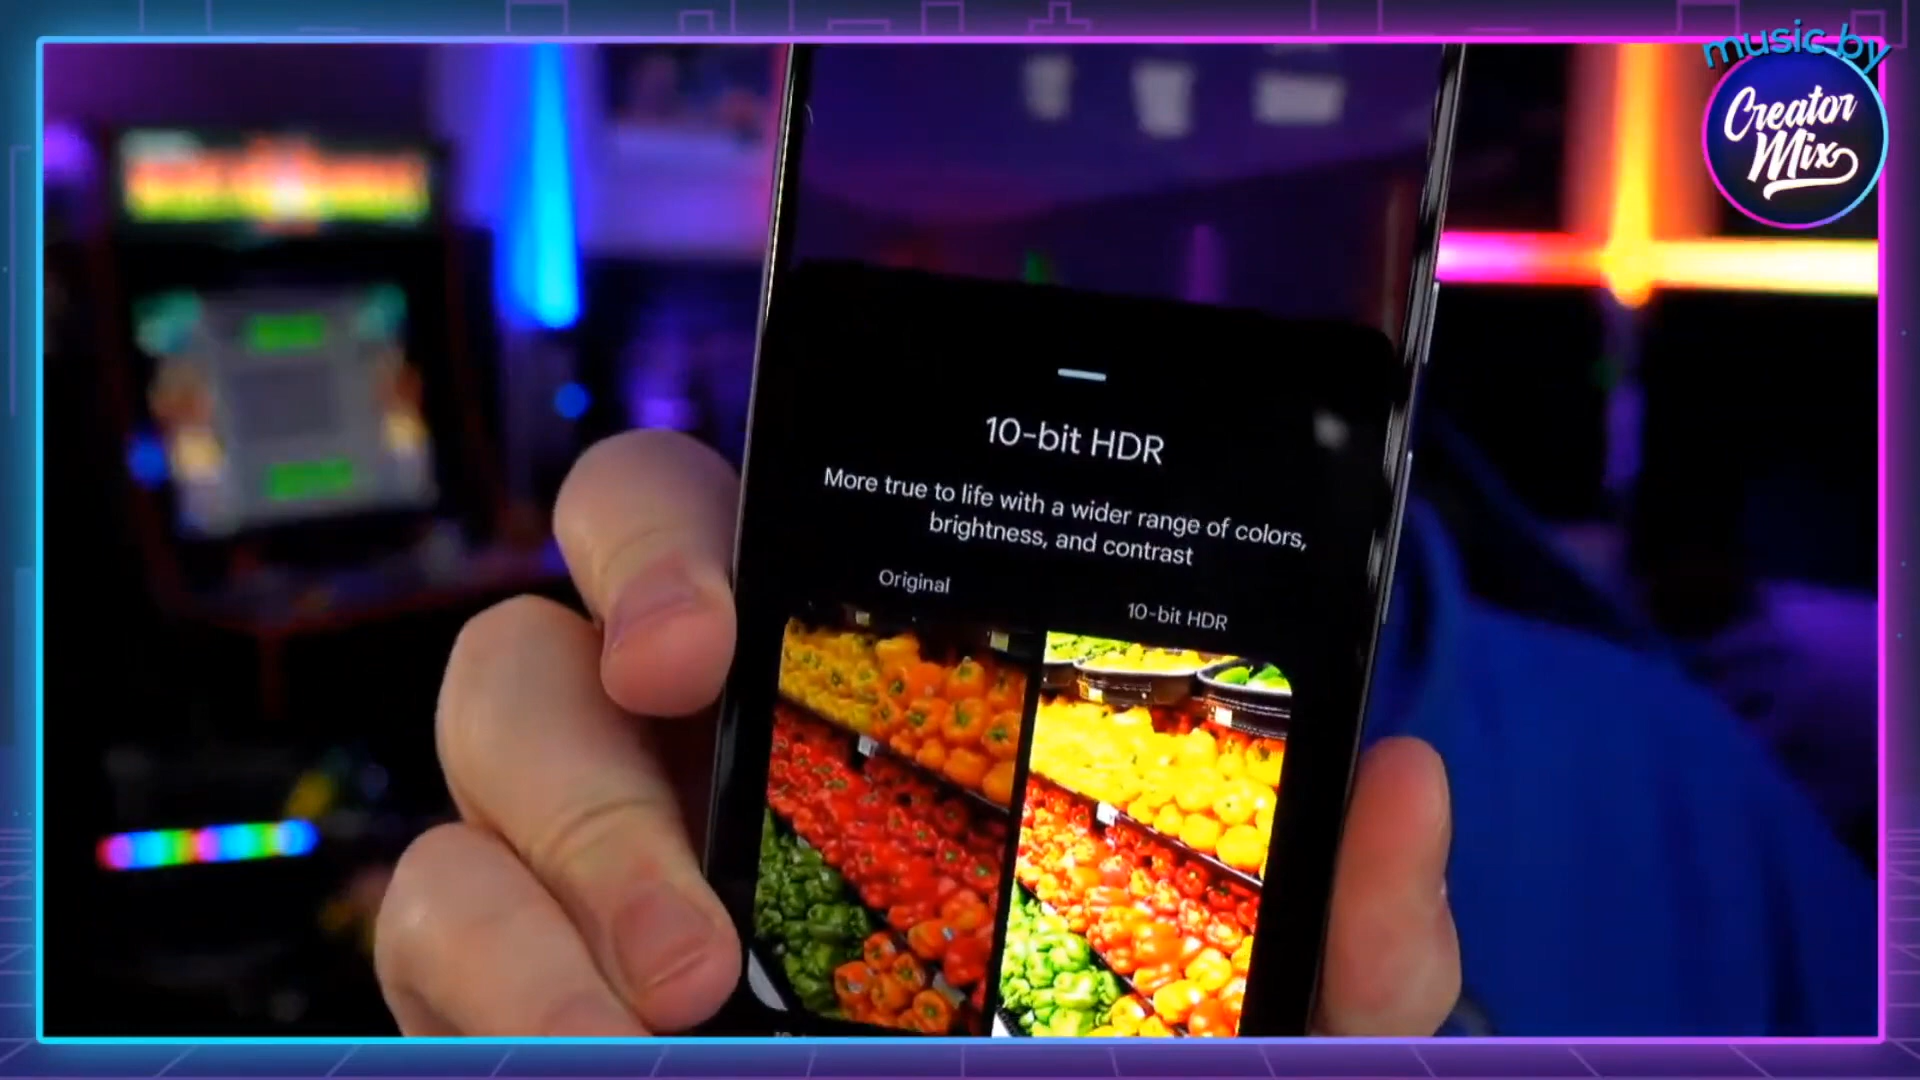 music by
Creator
Mix
10-bit HDR
More true to life with a wider range of colors,
brightness, and contrast
Original
10-bit HDR